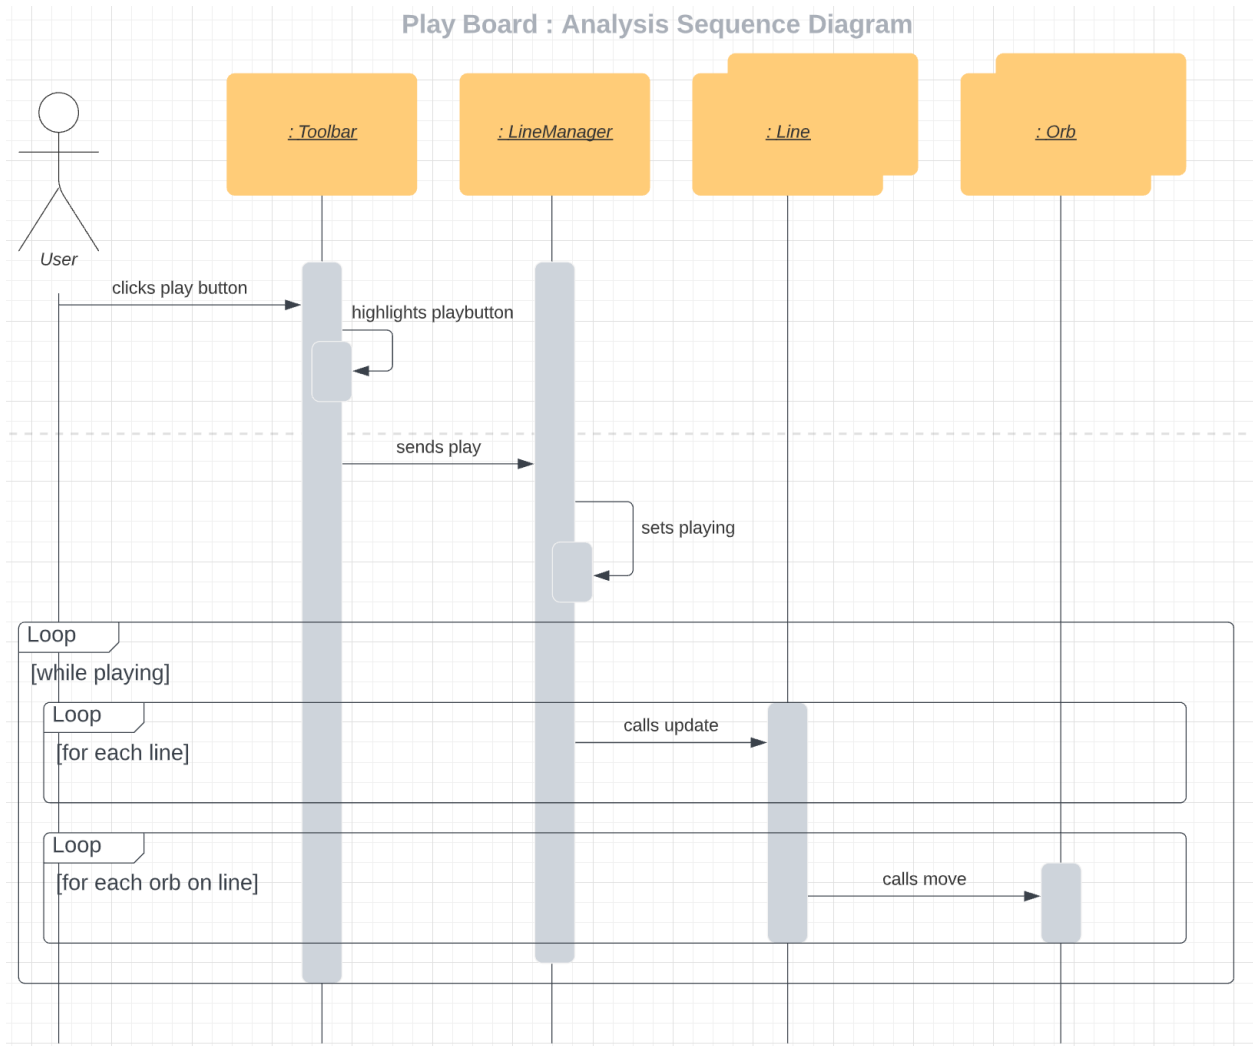 Play Board : Analysis Sequence Diagram
: Toolbar
: LineManager
: Line
: Orb
User
clicks play button
highlights playbutton
sends play
sets playing
Loop
[while playing]
Loop
[for each line]
calls update
Loop
[for each orb on line]
calls move